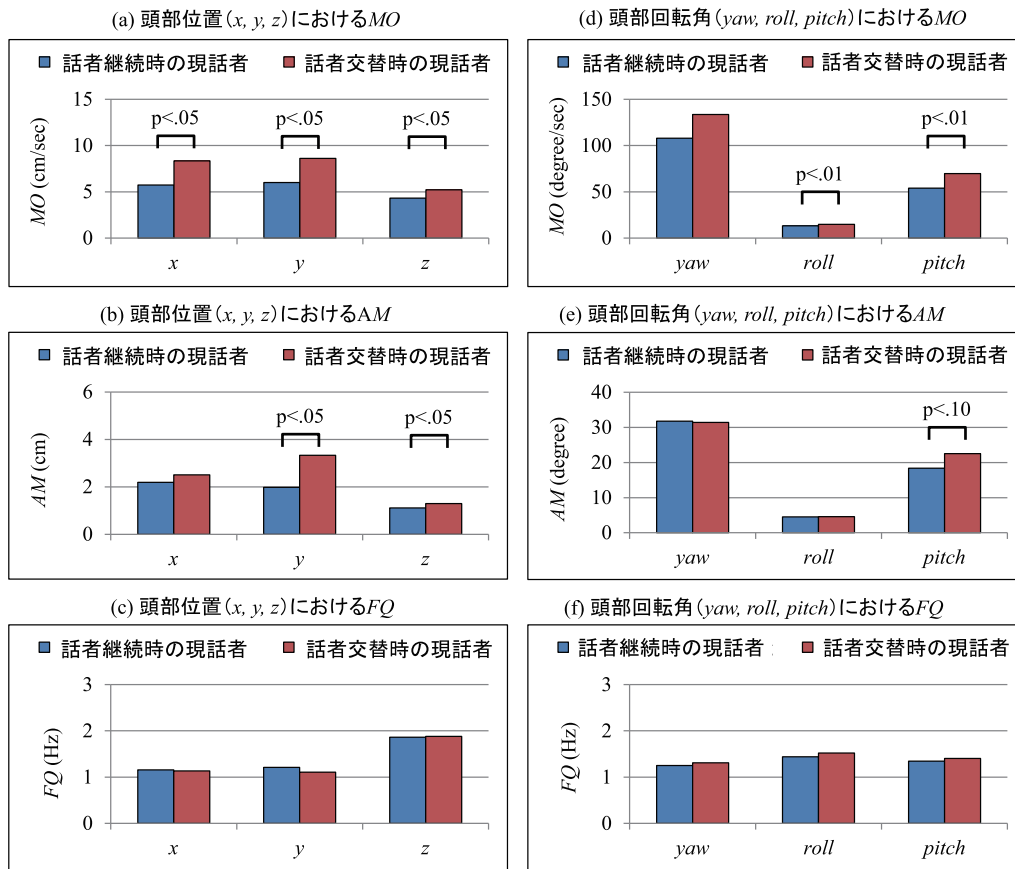 (a) 頭部位置(x, y, z)におけるMO
話者継続時の現話者 話者交替時の現話者
MO (cm/sec)
15
10
5
0
p<.05 p<.05 p<.05
x y z
(d) 頭部回転角(yaw, roll, pitch)におけるMO
話者継続時の現話者 話者交替時の現話者
MO (degree/sec)
150
100
50
0
p<.01
p<.01
yaw roll pitch
(b) 頭部位置(x, y, z)におけるAM
話者継続時の現話者 話者交替時の現話者
AM (cm)
6
4
2
0
p<.05 p<.05
x y z
(e) 頭部回転角(yaw, roll, pitch)におけるAM
話者継続時の現話者 話者交替時の現話者
AM (degree)
40
30
20
10
0
p<.10
yaw roll pitch
(c) 頭部位置(x, y, z)におけるFQ
話者継続時の現話者 話者交替時の現話者
FQ (Hz)
3
2
1
0
x y z
(f) 頭部回転角(yaw, roll, pitch)におけるFQ
話者継続時の現話者 話者交替時の現話者
FQ (Hz)
3
2
1
0
yaw roll pitch